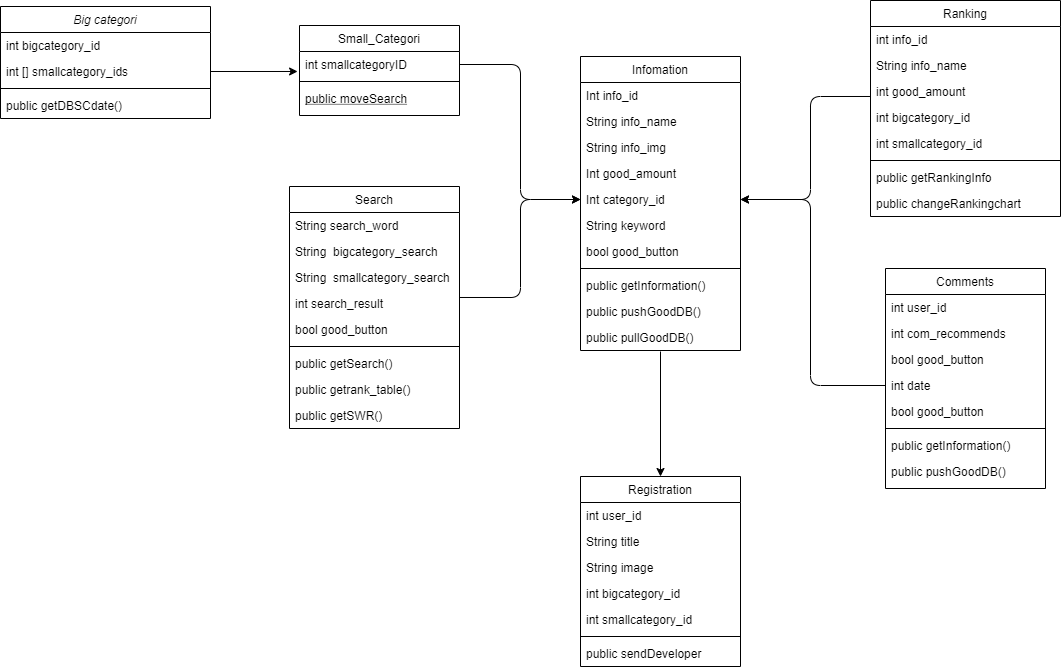 Big categori
int bigcategory_id
int [] smallcategory_ids
public getDBSCdate()
Small_Categori
int smallcategoryID
public moveSearch
Search
String search_word
String  bigcategory_search
String  smallcategory_search
int search_result
bool good_button
public getSearch()
public getrank_table()
public getSWR()
Infomation
Int info_id
String info_name
String info_img
Int good_amount
Int category_id
String keyword
bool good_button
public getInformation()
public pushGoodDB()
public pullGoodDB()
Registration
int user_id
String title
String image
int bigcategory_id
int smallcategory_id
public sendDeveloper
Ranking
int info_id
String info_name
int good_amount
int bigcategory_id
int smallcategory_id
public getRankingInfo
public changeRankingchart
Comments
int user_id
int com_recommends
bool good_button
int date
bool good_button
public getInformation()
public pushGoodDB()